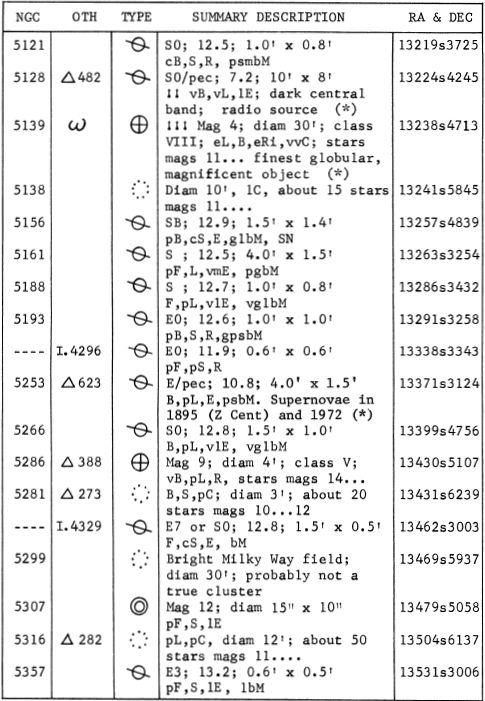 NGC OTH TYPE SUMMARY DESCRIPTION RA & DEC
5121 S0; 12.5; 1.0' x 0.8' 13219s3725
cB,S,R, psmbM
5128 △482 S0/pec; 7.2; 10' x 8' 13224s4245
!! vB,vL,lE; dark central
band; radio source (*)
5139 ω !!! Mag 4; diam 30'; class 13238s4713
VIII; eL,B,eRi,vvC; stars
mags 11... finest globular,
magnificent object (*)
5138 Diam 10', lC, about 15 stars 13241s5845
mags 11....
5156 SB; 12.9; 1.5' x 1.4' 13257s4839
pB,cS,E,glbM, SN
5161 S ; 12.5; 4.0' x 1.5' 13263s3254
pF,L,vmE, pgbM
5188 S ; 12.7; 1.0' x 0.8' 13286s3432
F,pL,vlE, vglbM
5193 E0; 12.6; 1.0' x 1.0' 13291s3258
pB,S,R,gpsbM
---- I.4296 E0; 11.9; 0.6' x 0.6' 13338s3343
pF,pS,R
5253 △623 E/pec; 10.8; 4.0' x 1.5' 13371s3124
B,pL,E,psbM. Supernovae in
1895 (Z Cent) and 1972 (*)
5266 S0; 12.8; 1.5' x 1.0' 13399s4756
B,pL,vlE, vglbM
5286 △388 Mag 9; diam 4'; class V; 13430s5107
vB,pL,R, stars mags 14...
5281 △273 B,S,pC; diam 3'; about 20 13431s6239
stars mags 10...12
---- I.4329 E7 or S0; 12.8; 1.5' x 0.5' 13462s3003
F,cS,E, bM
5299 Bright Milky Way field; 13469s5937
diam 30'; probably not a
true cluster
5307 Mag 12; diam 15" x 10" 13479s5058
pF,S,lE
5316 △282 pL,pC, diam 12'; about 50 13504s6137
stars mags 11....
5357 E3; 13.2; 0.6' x 0.5' 13531s3006
pF,S,lE, lbM